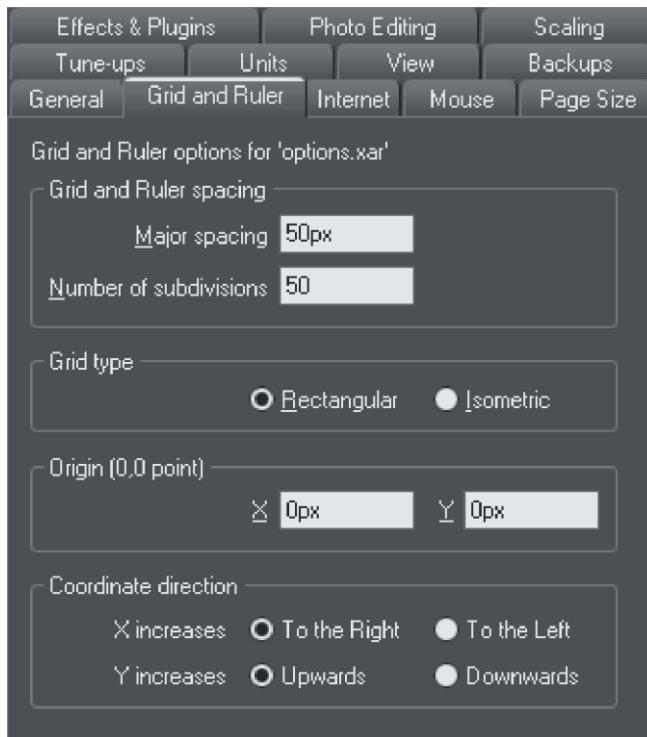 Effects & Plugins Photo Editing Scaling
Tune-ups Units View Backups
General Grid and Ruler Internet Mouse Page Size
Grid and Ruler options for 'options.xar'
Grid and Ruler spacing
Major spacing 50px
Number of subdivisions 50
Grid type
Rectangular Isometric
Origin (0,0 point)
X 0px Y 0px
Coordinate direction
X increases To the Right To the Left
Y increases Upwards Downwards